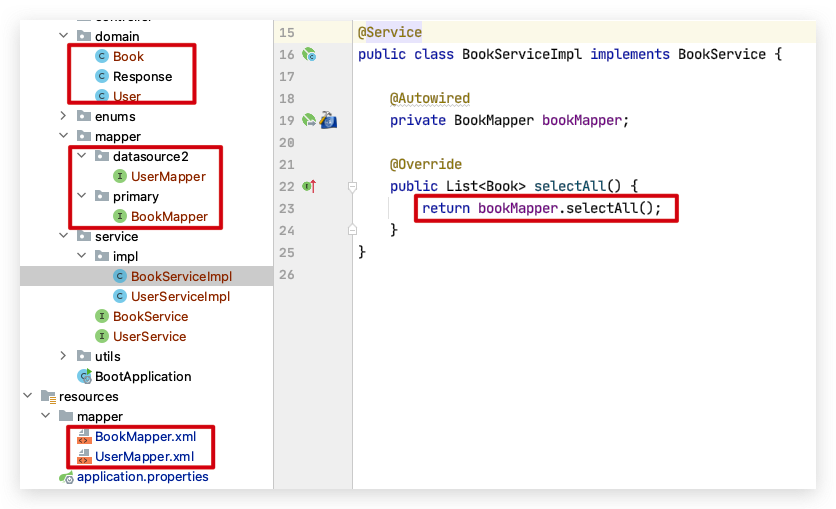 domain
Book
Response
User
enums
mapper
datasource2
UserMapper
primary
BookMapper
service
impl
BookServiceImpl
UserServiceImpl
BookService
UserService
utils
BootApplication
resources
mapper
BookMapper.xml
UserMapper.xml
application.properties
15 @Service
16 public class BookServiceImpl implements BookService {
17
18 @Autowired
19 private BookMapper bookMapper;
20
21 @Override
22 public List<Book> selectAll() {
23 return bookMapper.selectAll();
24 }
25 }
26